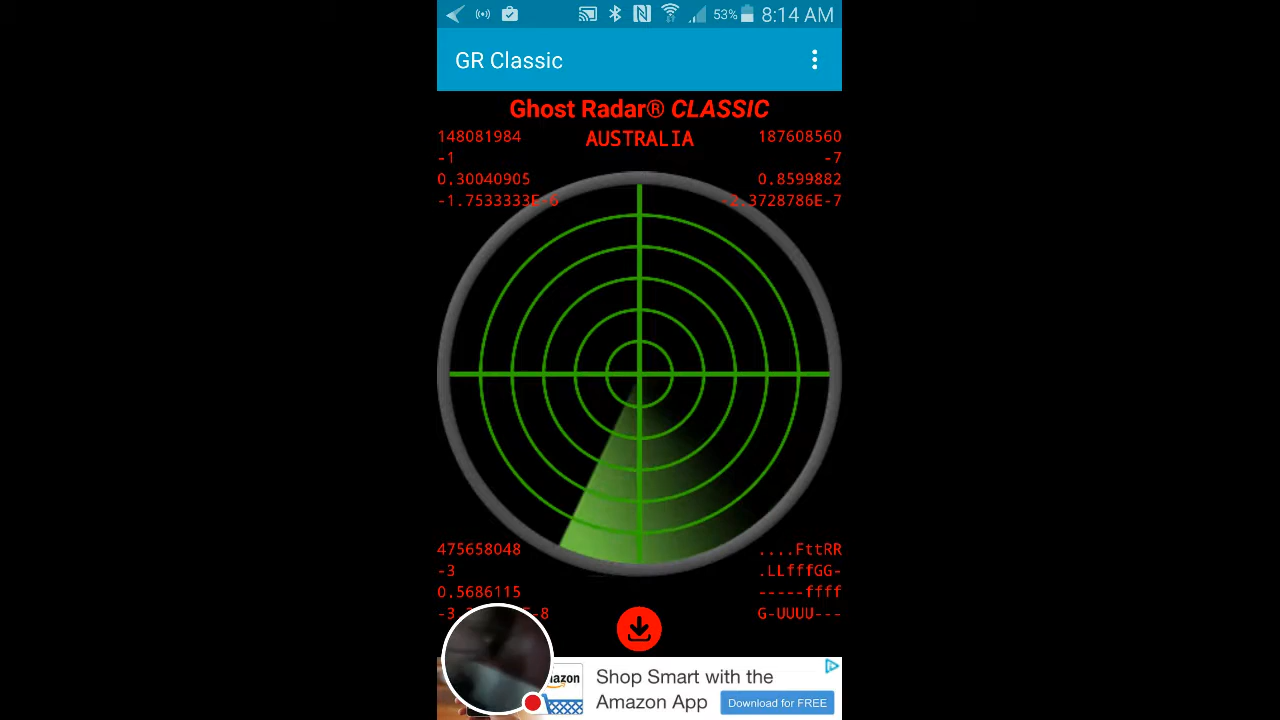 53% 8:14 AM
GR Classic
Ghost Radar® CLASSIC
AUSTRALIA
148081984
-1
0.30040905
-1.7533333E-6
187608560
-7
0.8599882
-2.3728786E-7
475658048
-3
0.5686115
-8
....FttRR
.LLfffGG-
-----ffff
G-UUUU---
Shop Smart with the
Amazon App
Download for FREE